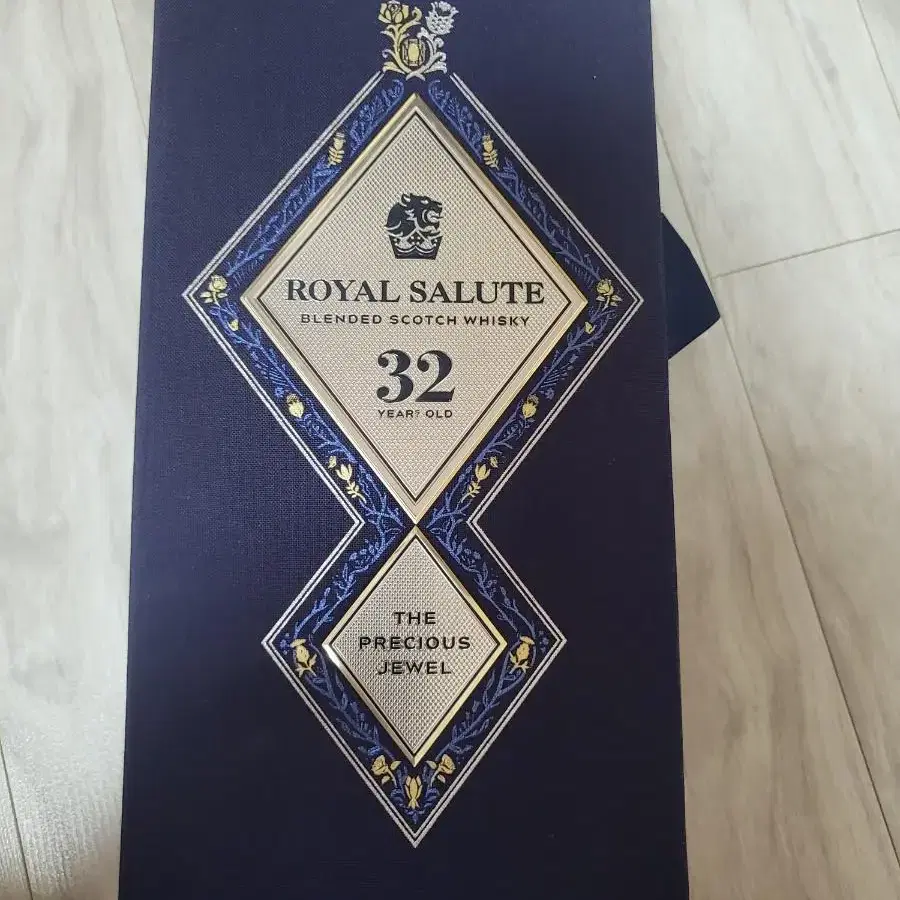 ROYAL SALUTE
BLENDED SCOTCH WHISKY
32
YEARS OLD
THE
PRECIOUS
JEWEL